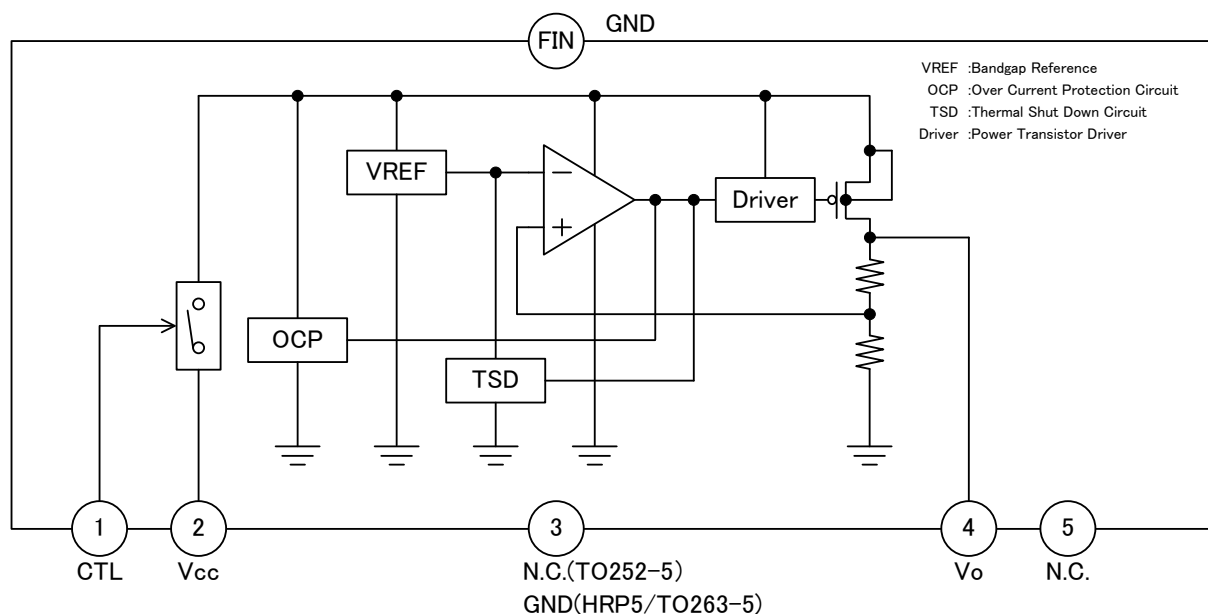 GND
FIN
VREF :Bandgap Reference
OCP :Over Current Protection Circuit
TSD :Thermal Shut Down Circuit
Driver :Power Transistor Driver
VREF
−
+
Driver
OCP
TSD
1
2
3
4
5
CTL
Vcc
N.C.(TO252-5)
GND(HRP5/TO263-5)
Vo
N.C.